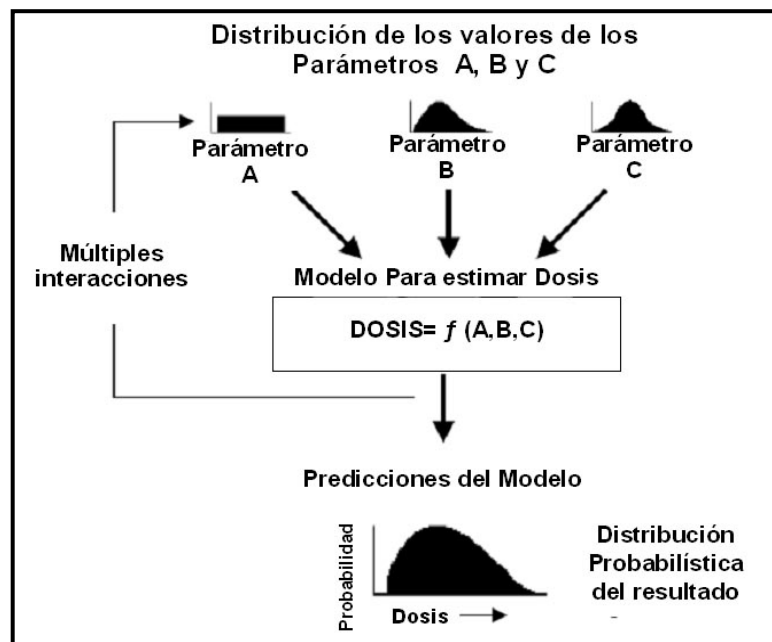 Distribución de los valores de los
Parámetros A, B y C
Parámetro
A
Parámetro
B
Parámetro
C
Múltiples
interacciones
Modelo Para estimar Dosis
DOSIS= ƒ (A,B,C)
Predicciones del Modelo
Probabilidad
Dosis
Distribución
Probabilística
del resultado